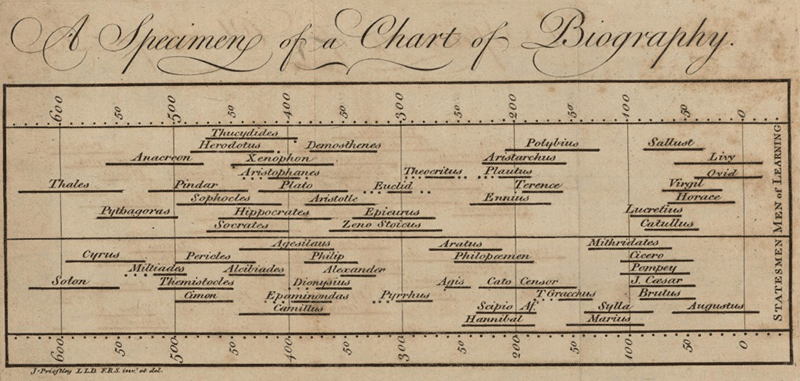 A Specimen of a Chart of Biography.
600 50 500 50 400 50 300 50 200 50 100 50 0
Thucydides
Herodotus Demosthenes Polybius Sallust
Anacreon Xenophon Aristarchus Livy
Aristophanes Theocritus Plautus Ovid
Thales Pindar Plato Euclid Terence Virgil
Sophocles Aristotle Ennius Horace
Pythagoras Hippocrates Epicurus Lucretius
Socrates Zeno Stoicus Catullus
MEN of LEARNING
Agesilaus Aratus Mithridates
Cyrus Pericles Philip Philopœmen Cicero
Miltiades Alcibiades Alexander Pompey
Solon Themistocles Dionysius Agis Cato Censor J. Cæsar
Cimon Epaminondas Pyrrhus T Gracchus Brutus
Camillus Scipio Af. Sylla Augustus
Hannibal Marius
STATESMEN
600 50 500 50 400 50 300 50 200 50 100 50 0
J. Priestley L.L.D. F.R.S. inv.t et del.